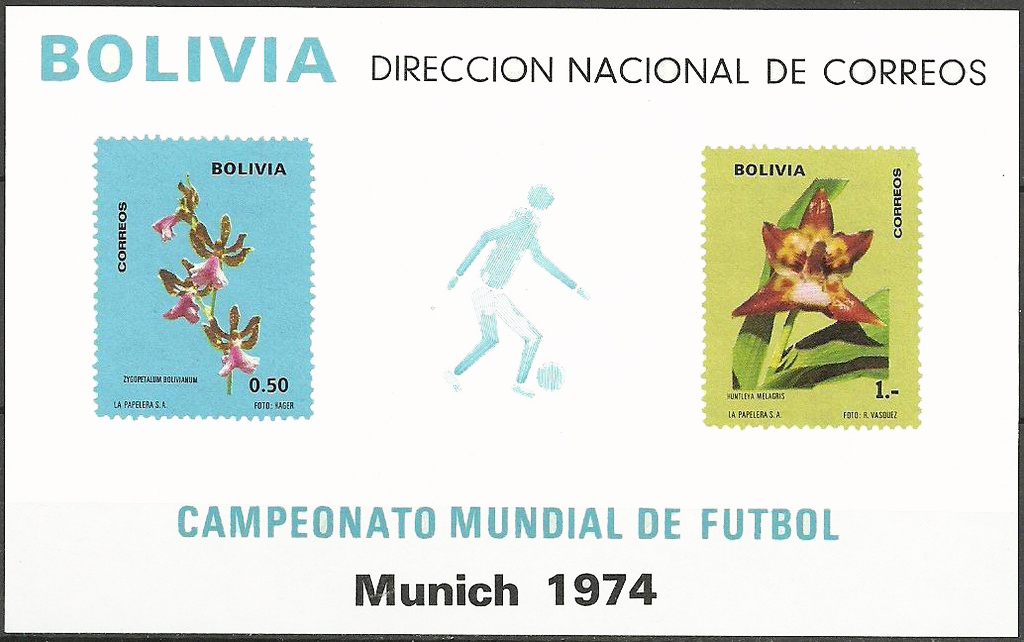 BOLIVIA DIRECCION NACIONAL DE CORREOS
BOLIVIA
CORREOS
ZYGOPETALUM BOLIVIANUM
0.50
LA PAPELERA S.A. FOTO: KAGER
BOLIVIA
CORREOS
HUNTLEYA MELAGRIS
1.-
LA PAPELERA S.A. FOTO: R. VASQUEZ
CAMPEONATO MUNDIAL DE FUTBOL
Munich 1974